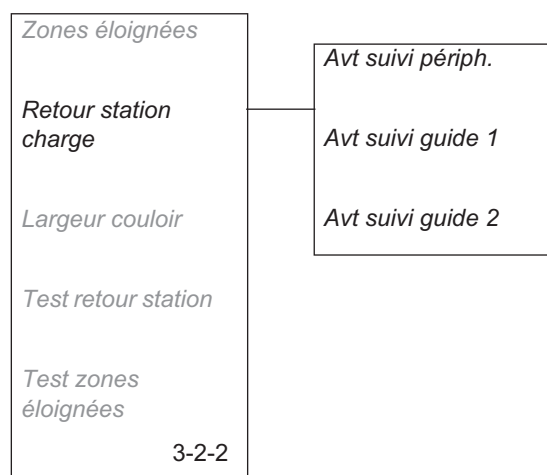 Zones éloignées
Retour station
charge
Largeur couloir
Test retour station
Test zones
éloignées
3-2-2
Avt suivi périph.
Avt suivi guide 1
Avt suivi guide 2